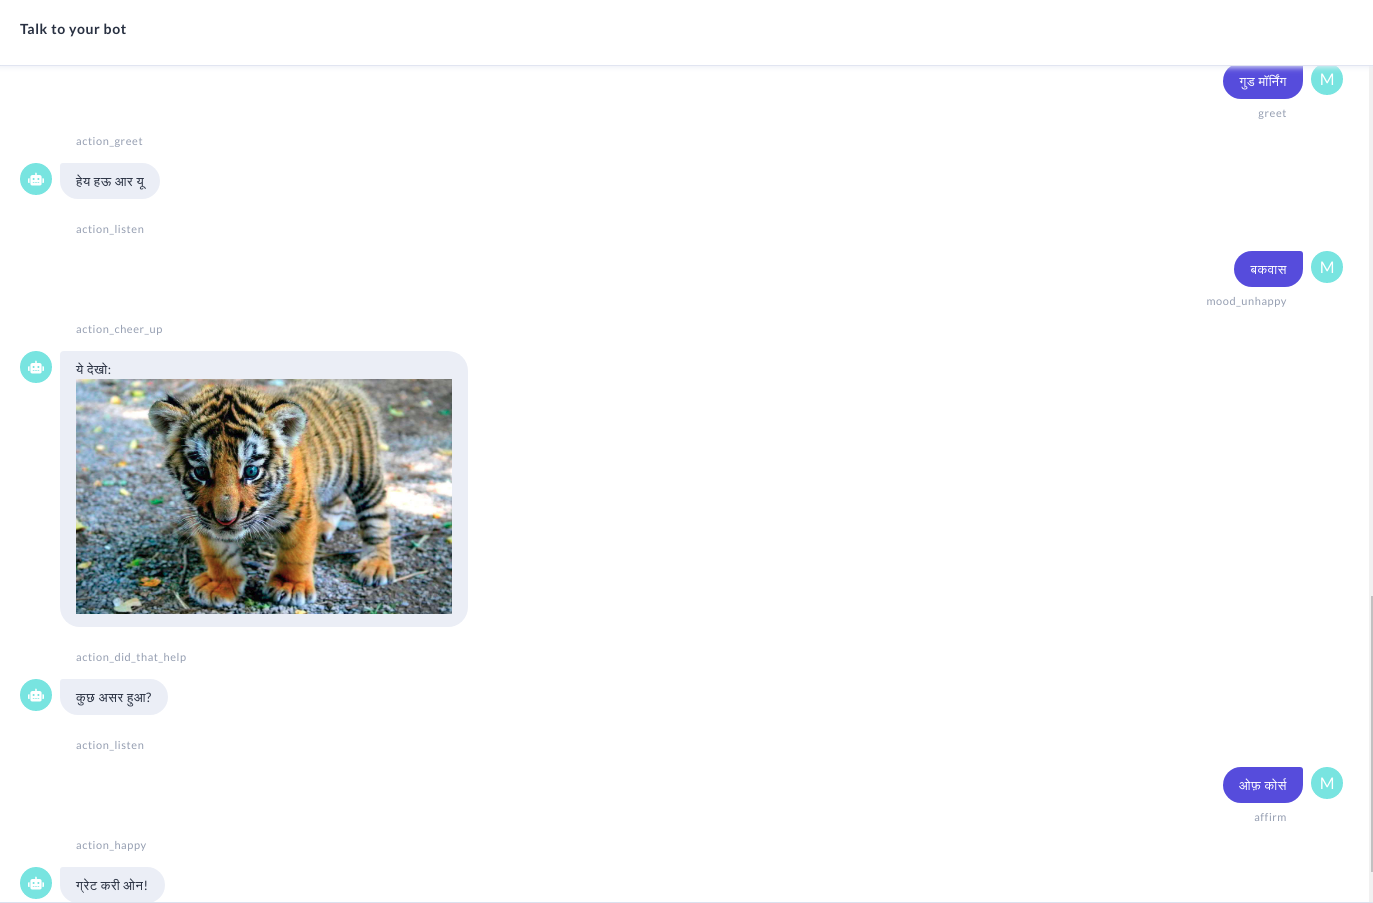 Talk to your bot
गुड मॉर्निंग
M
greet
action_greet
हेय हऊ आर यू
action_listen
बकवास
M
mood_unhappy
action_cheer_up
ये देखो:
action_did_that_help
कुछ असर हुआ?
action_listen
ओफ़ कोर्स
M
affirm
action_happy
ग्रेट करी ओन!